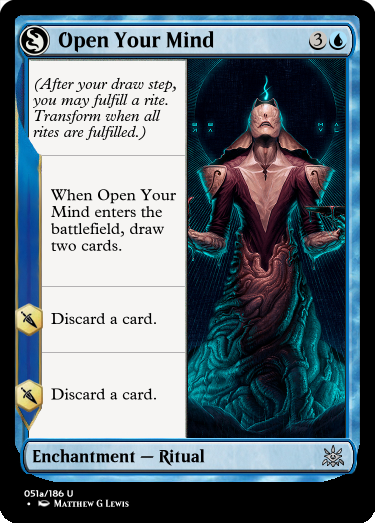 Open Your Mind 3
(After your draw step,
you may fulfill a rite.
Transform when all
rites are fulfilled.)
When Open Your
Mind enters the
battlefield, draw
two cards.
Discard a card.
Discard a card.
Enchantment — Ritual
051a/186 U
• Matthew G Lewis